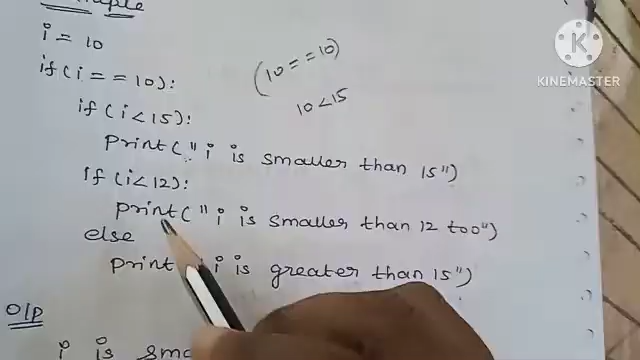 i = 10
if(i == 10):
(10 == 10)
if(i<15):
10<15
print(" i is smaller than 15")
if(i<12):
print(" i is smaller than 12 too")
else
print i is greater than 15")
O/p
i is
KINEMASTER